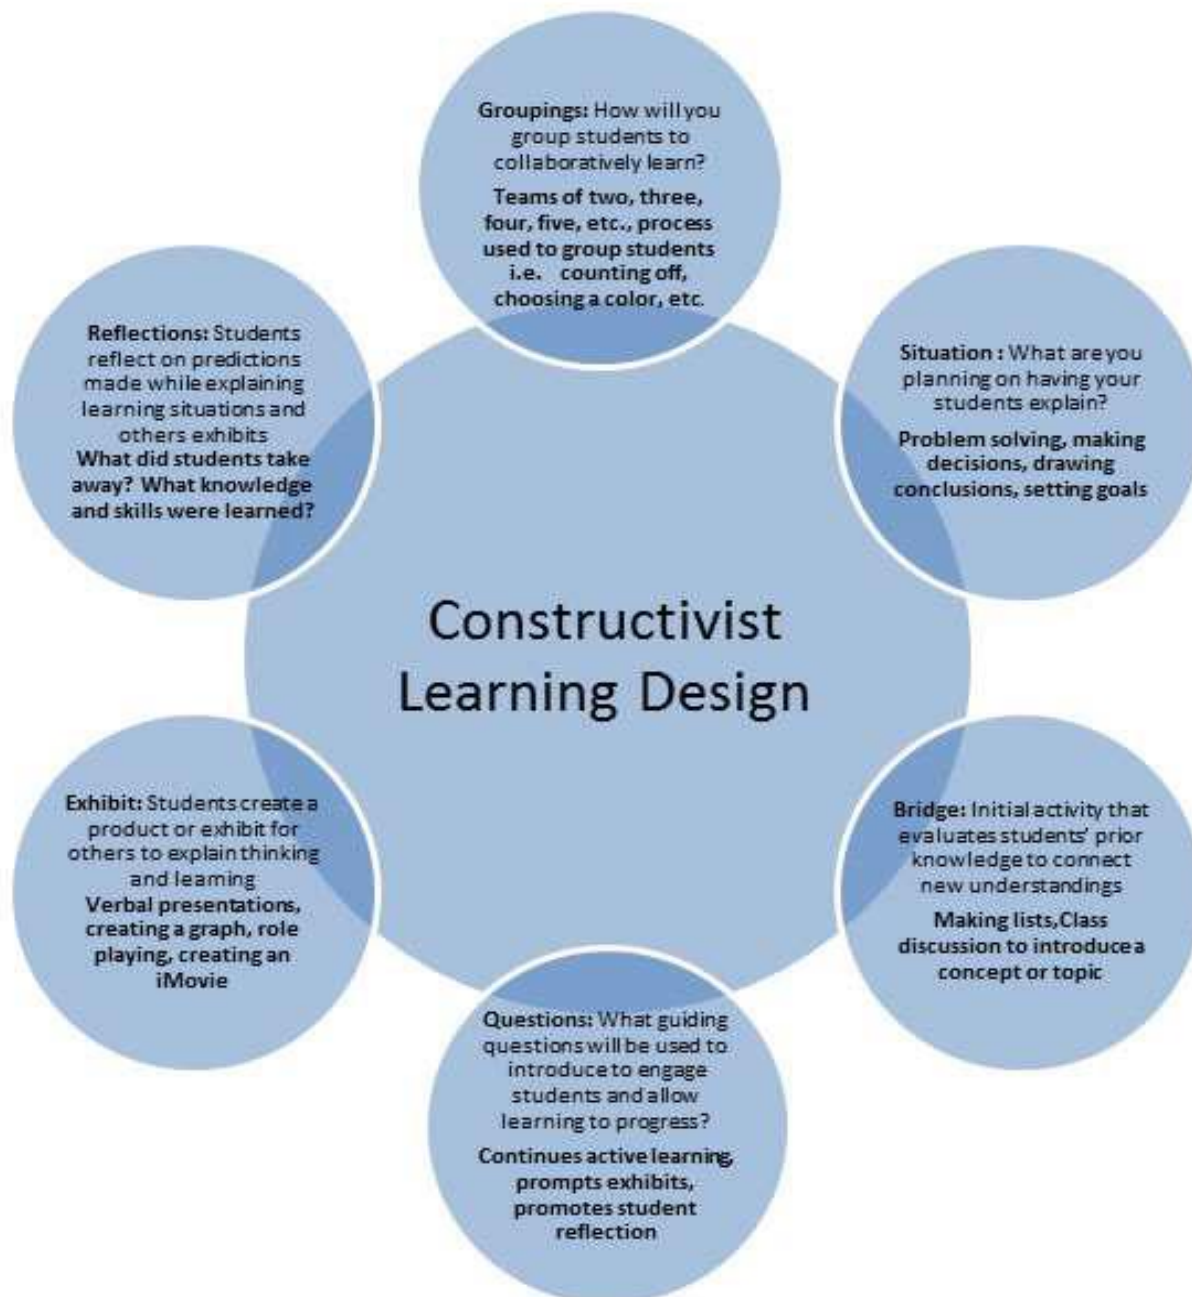 Groupings: How will you
group students to
collaboratively learn?
Teams of two, three,
four, five, etc., process
used to group students
i.e. counting off,
choosing a color, etc.
Situation : What are you
planning on having your
students explain?
Problem solving, making
decisions, drawing
conclusions, setting goals
Bridge: Initial activity that
evaluates students' prior
knowledge to connect
new understandings
Making lists,Class
discussion to introduce a
concept or topic
Questions: What guiding
questions will be used to
introduce to engage
students and allow
learning to progress?
Continues active learning,
prompts exhibits,
promotes student
reflection
Exhibit: Students create a
product or exhibit for
others to explain thinking
and learning
Verbal presentations,
creating a graph, role
playing, creating an
iMovie
Reflections: Students
reflect on predictions
made while explaining
learning situations and
others exhibits
What did students take
away? What knowledge
and skills were learned?
Constructivist
Learning Design